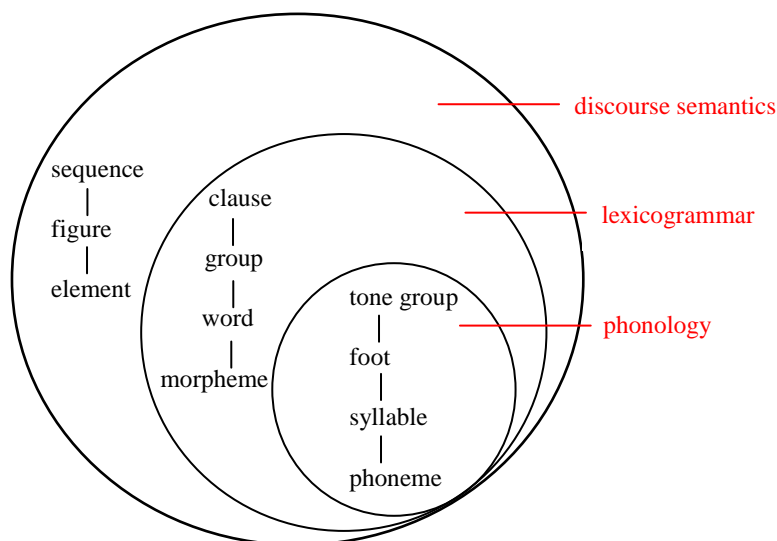 discourse semantics
sequence
figure
element
lexicogrammar
clause
group
word
morpheme
phonology
tone group
foot
syllable
phoneme